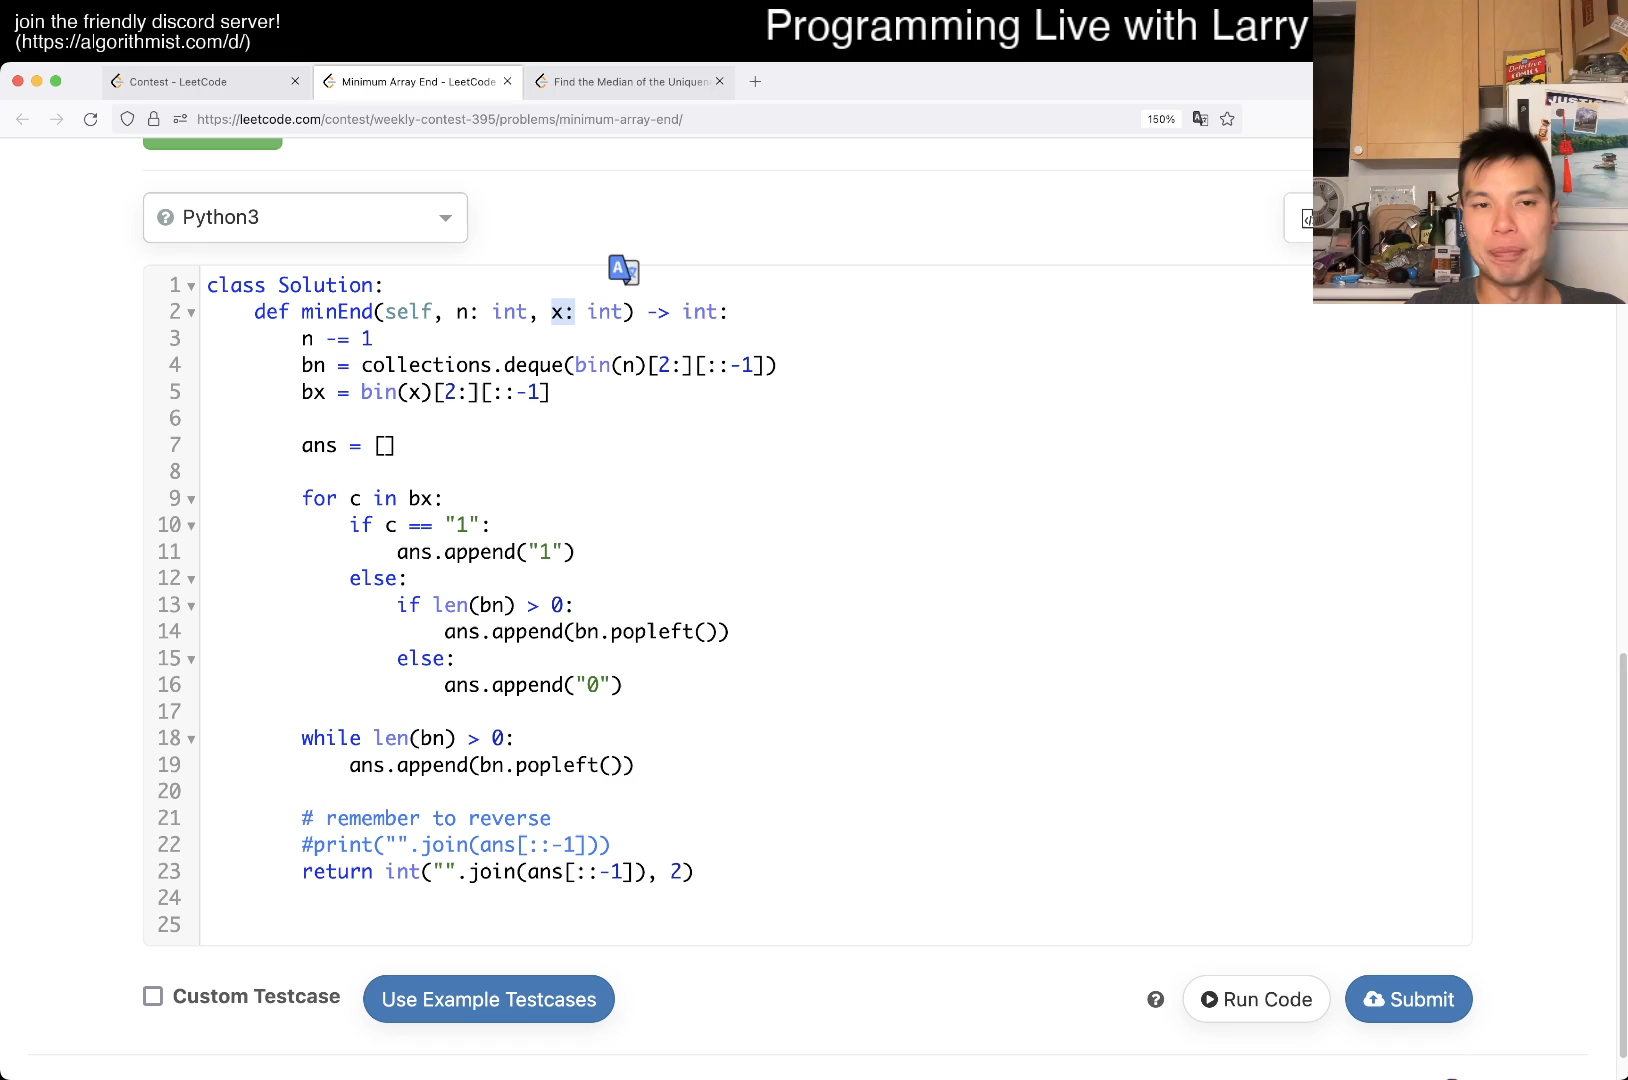 join the friendly discord server!
(https://algorithmist.com/d/)
Programming Live with Larry
Contest - LeetCode
Minimum Array End - LeetCode
Find the Median of the Uniquen
https://leetcode.com/contest/weekly-contest-395/problems/minimum-array-end/
150%
Python3
1 class Solution:
2 def minEnd(self, n: int, x: int) -> int:
3 n -= 1
4 bn = collections.deque(bin(n)[2:][::-1])
5 bx = bin(x)[2:][::-1]
6
7 ans = []
8
9 for c in bx:
10 if c == "1":
11 ans.append("1")
12 else:
13 if len(bn) > 0:
14 ans.append(bn.popleft())
15 else:
16 ans.append("0")
17
18 while len(bn) > 0:
19 ans.append(bn.popleft())
20
21 # remember to reverse
22 #print("".join(ans[::-1]))
23 return int("".join(ans[::-1]), 2)
24
25
Custom Testcase
Use Example Testcases
Run Code
Submit